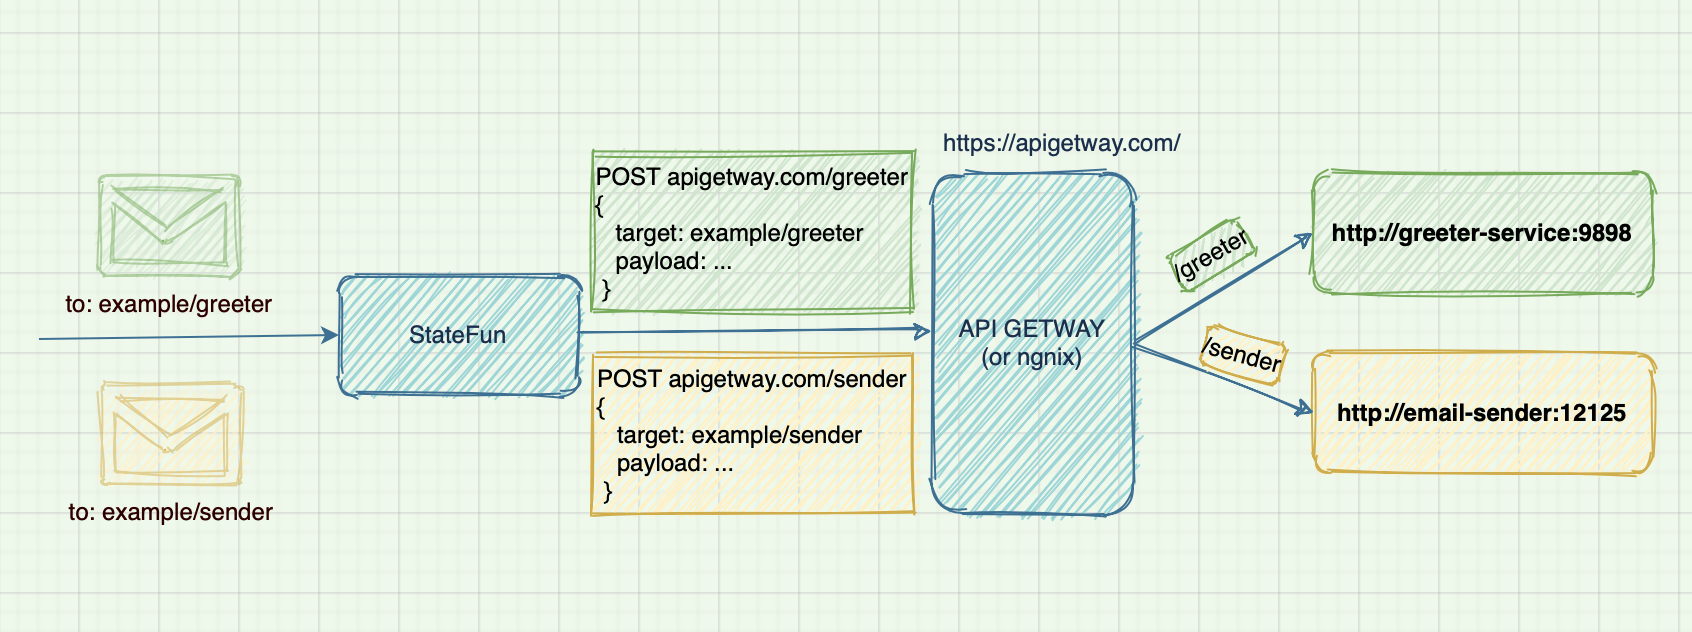 to: example/greeter
to: example/sender
StateFun
POST apigetway.com/greeter
{
target: example/greeter
payload: ...
}
POST apigetway.com/sender
{
target: example/sender
payload: ...
}
https://apigetway.com/
API GETWAY
(or ngnix)
/greeter
/sender
http://greeter-service:9898
http://email-sender:12125